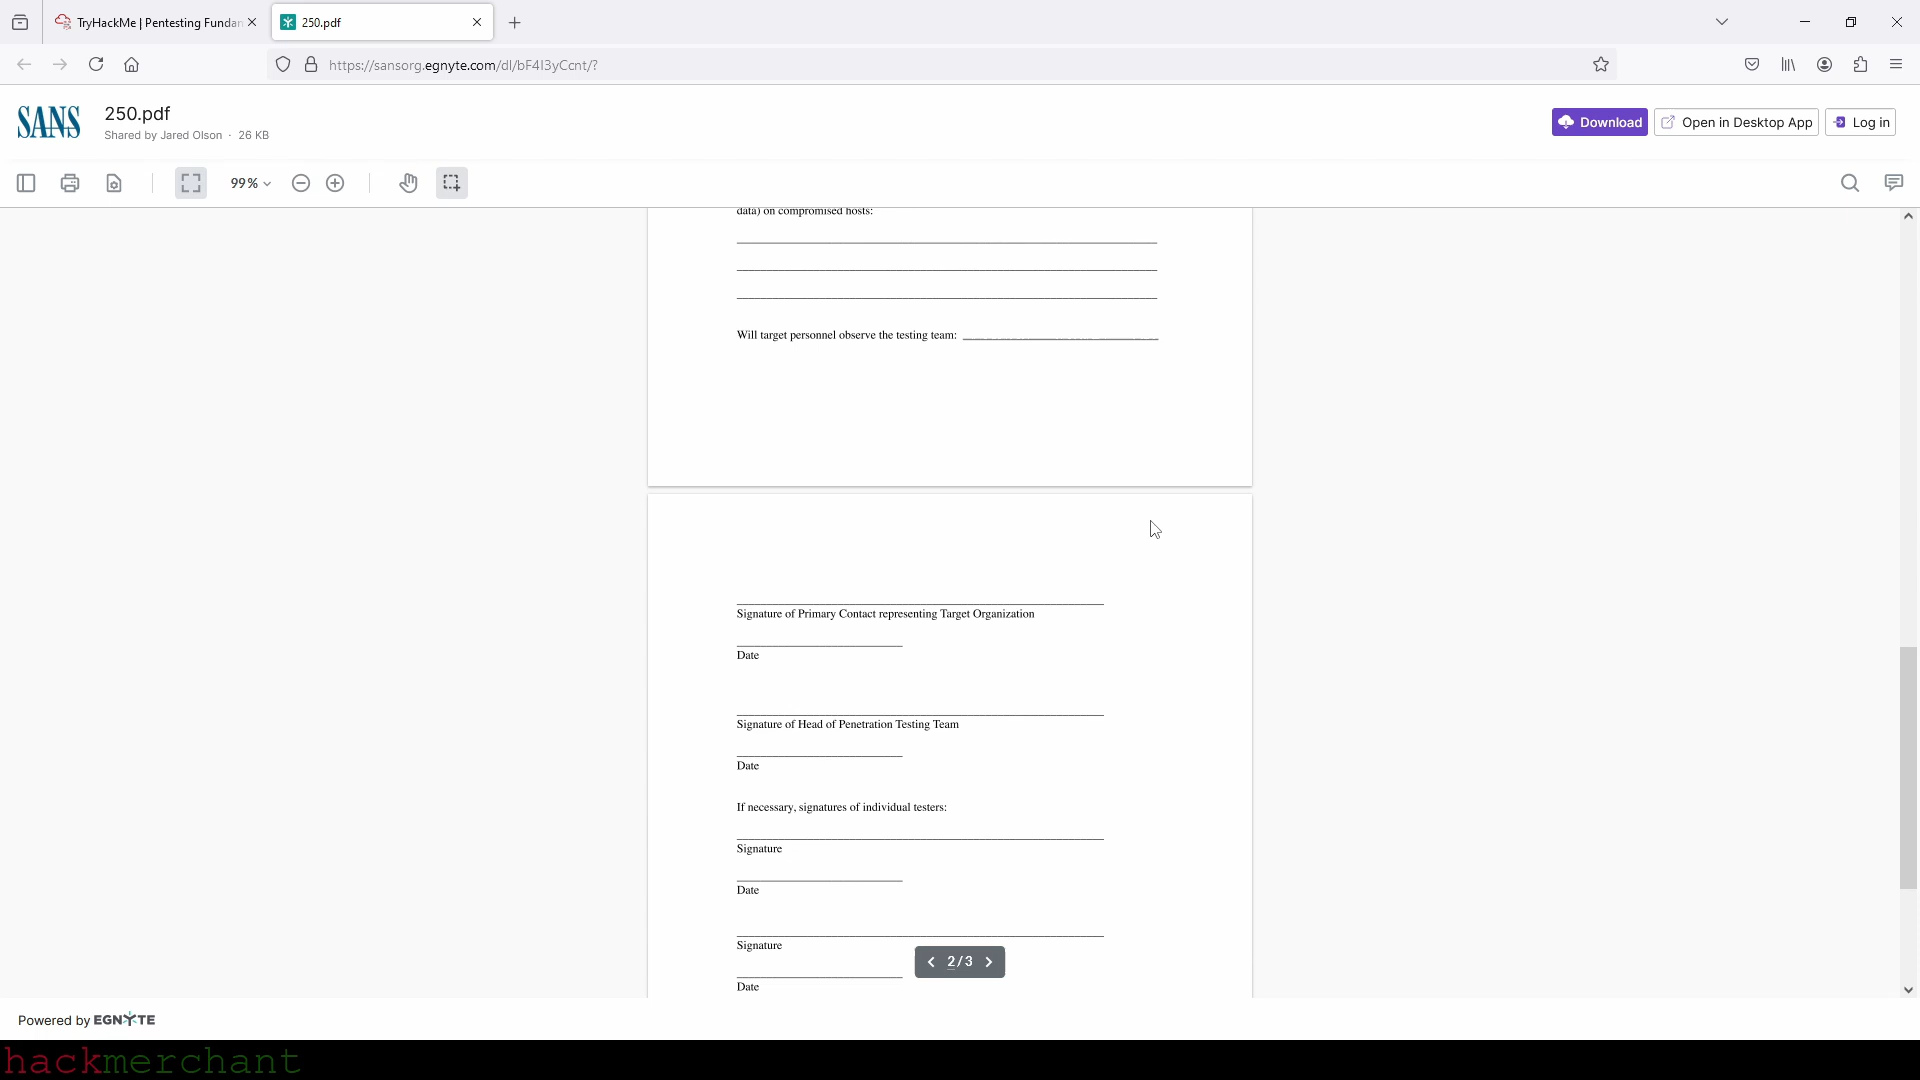 TryHackMe | Pentesting Fundan
250.pdf
https://sansorg.egnyte.com/dl/bF4I3yCcnt/?
SANS
250.pdf
Shared by Jared Olson · 26 KB
Download
Open in Desktop App
Log in
99%
data) on compromised hosts:
Will target personnel observe the testing team:
Signature of Primary Contact representing Target Organization
Date
Signature of Head of Penetration Testing Team
Date
If necessary, signatures of individual testers:
Signature
Date
Signature
2/3
Date
Powered by EGNYTE
hackmerchant